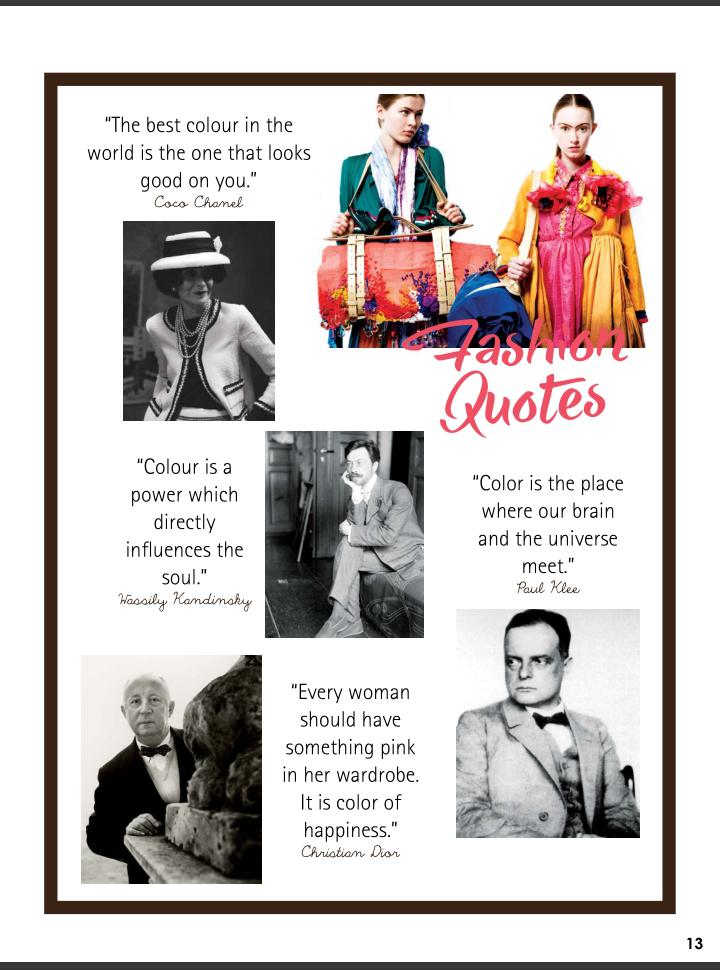 “The best colour in the
world is the one that looks
good on you.”
Coco Chanel
Fashion
Quotes
“Colour is a
power which
directly
influences the
soul.”
Wassily Kandinsky
“Color is the place
where our brain
and the universe
meet.”
Paul Klee
“Every woman
should have
something pink
in her wardrobe.
It is color of
happiness.”
Christian Dior
13